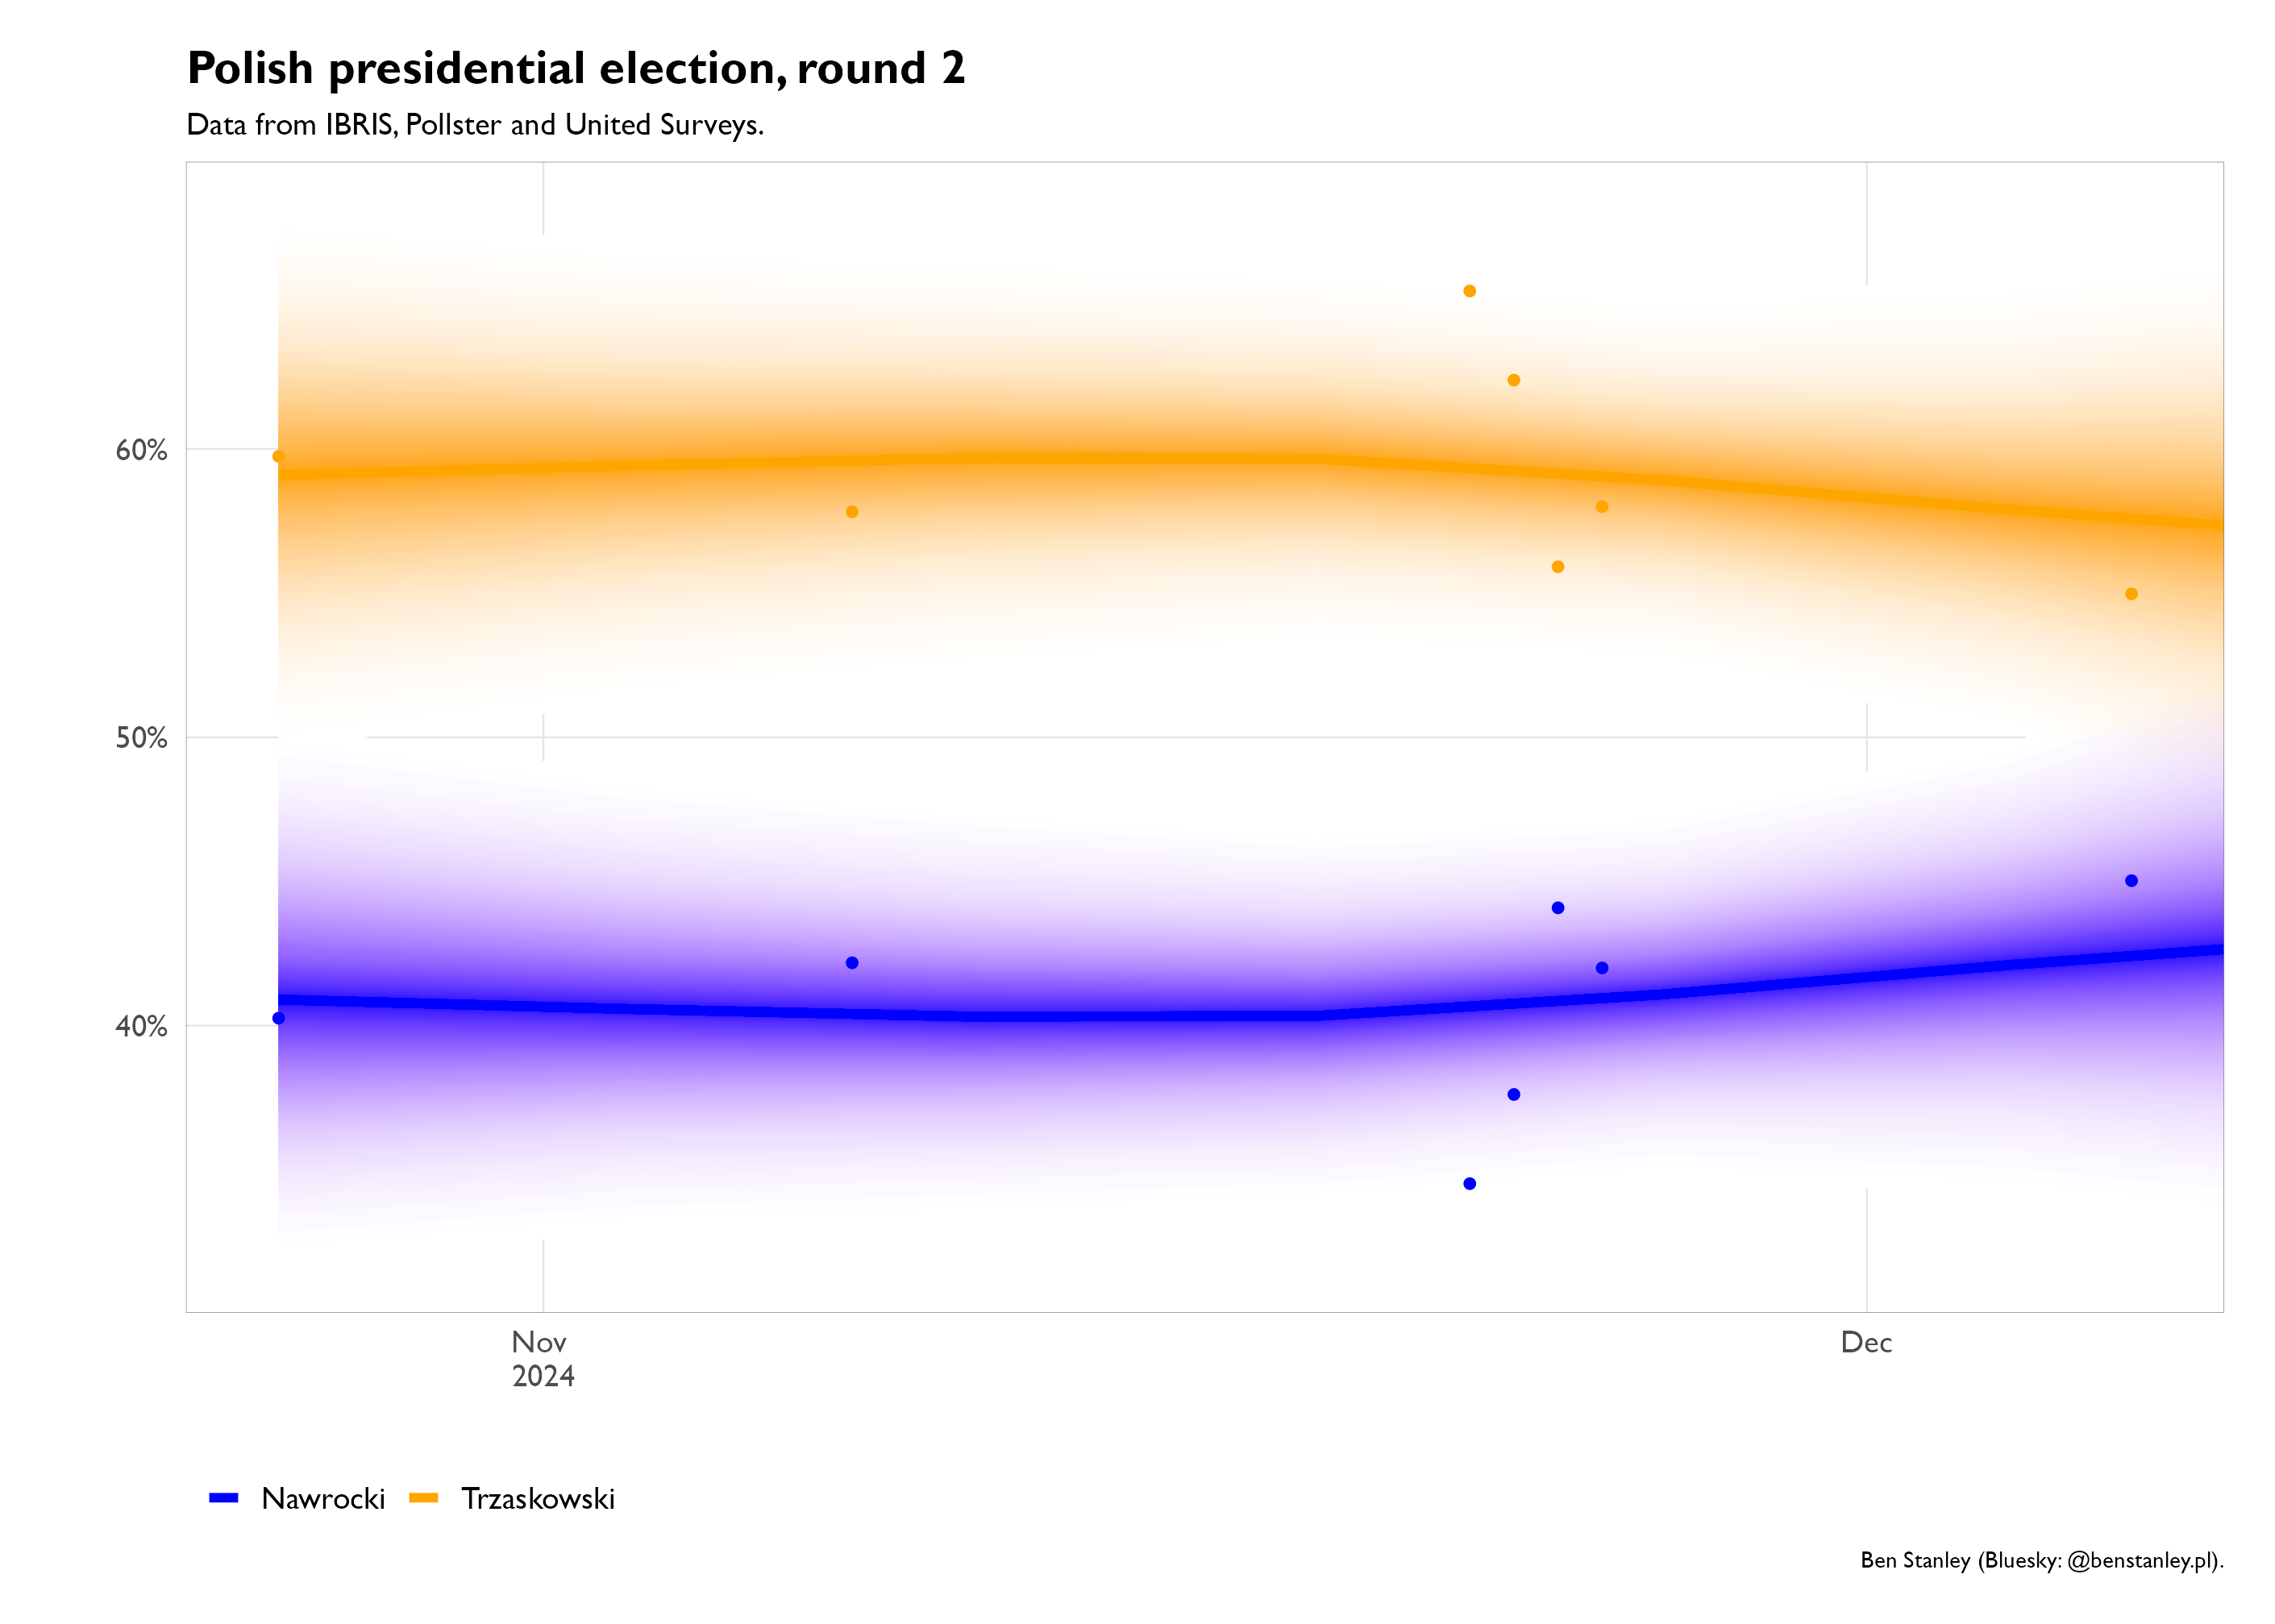 Polish presidential election, round 2
Data from IBRIS, Pollster and United Surveys.
60%
50%
40%
Nov
2024
Dec
Nawrocki
Trzaskowski
Ben Stanley (Bluesky: @benstanley.pl).